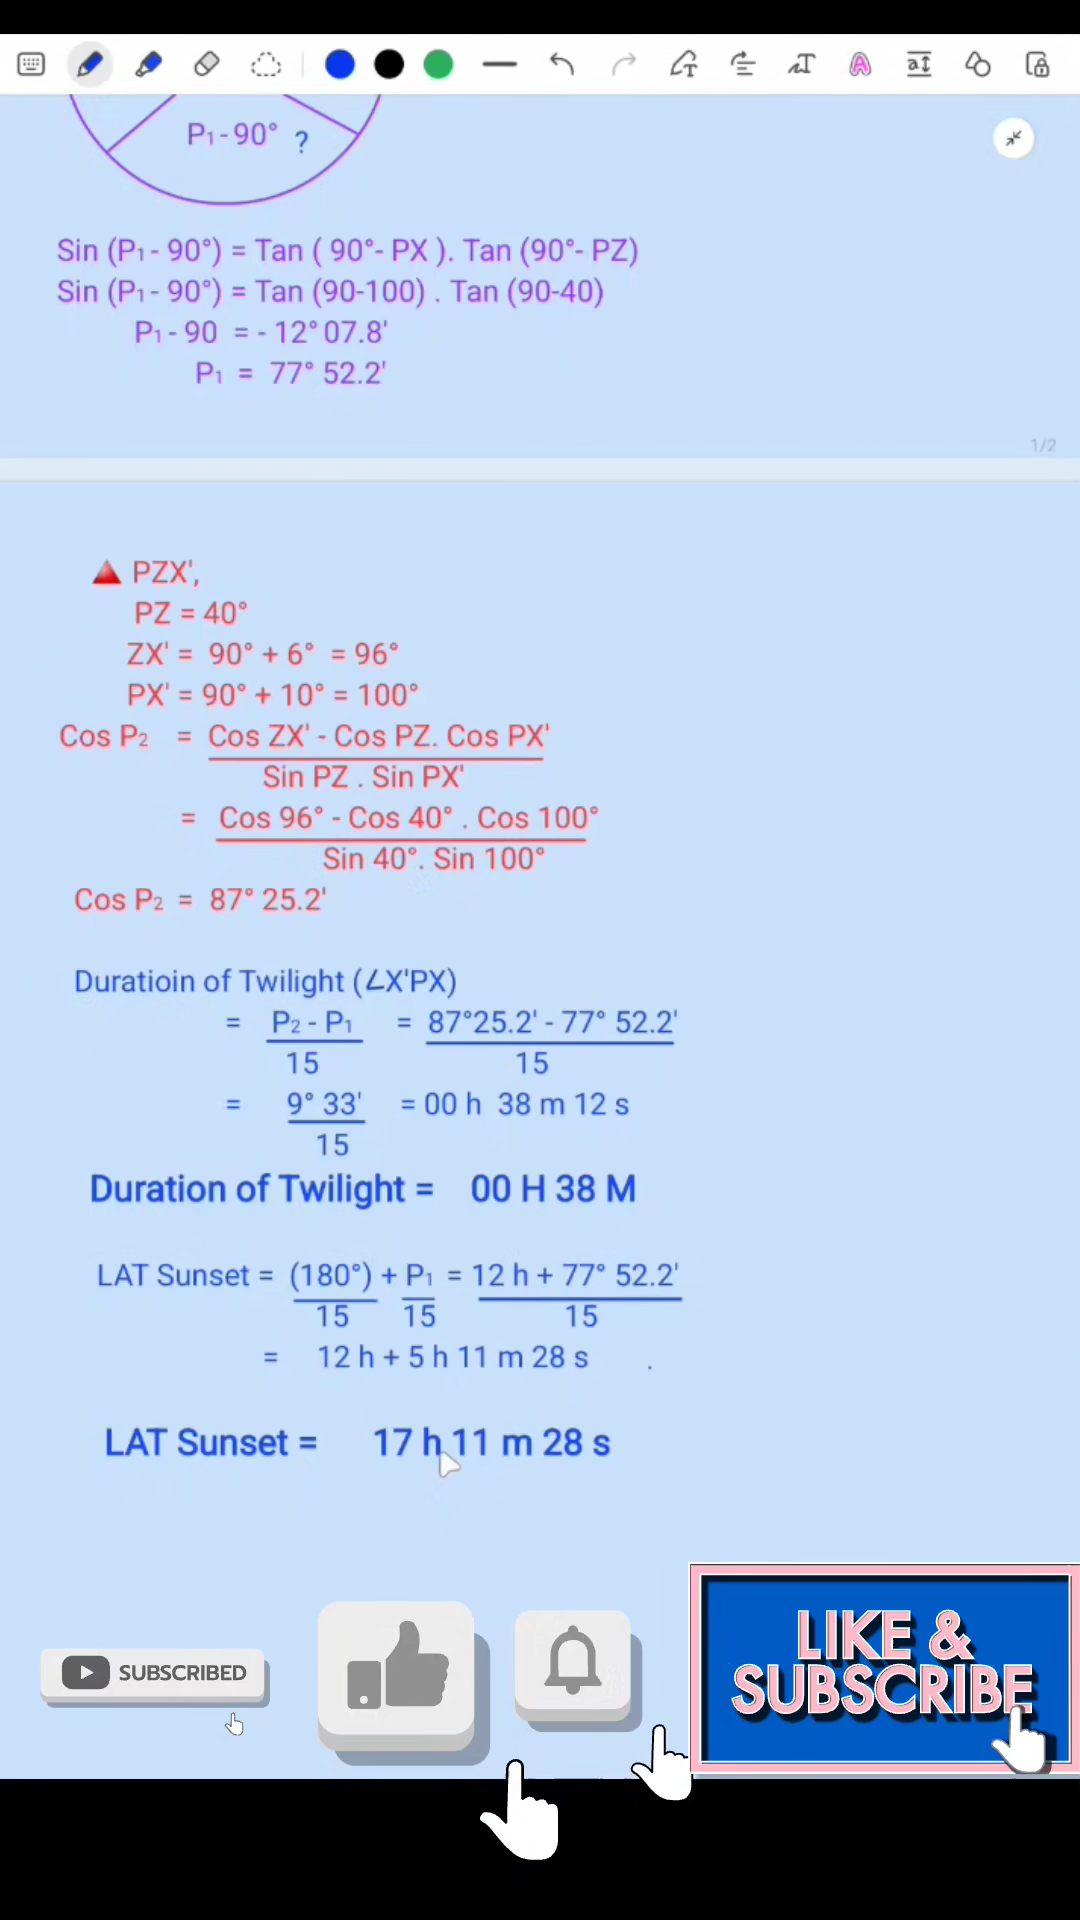 P₁ - 90° ?
Sin (P₁ - 90°) = Tan ( 90°- PX ). Tan (90°- PZ)
Sin (P₁ - 90°) = Tan (90-100) . Tan (90-40)
P₁ - 90 = - 12° 07.8'
P₁ = 77° 52.2'
1/2
PZX',
PZ = 40°
ZX' = 90° + 6° = 96°
PX' = 90° + 10° = 100°
Cos P₂ = Cos ZX' - Cos PZ. Cos PX'
Sin PZ . Sin PX'
= Cos 96° - Cos 40° . Cos 100°
Sin 40°. Sin 100°
Cos P₂ = 87° 25.2'
Duratioin of Twilight (∠X'PX)
= P₂ - P₁ = 87°25.2' - 77° 52.2'
15 15
= 9° 33' = 00 h 38 m 12 s
15
Duration of Twilight = 00 H 38 M
LAT Sunset = (180°) + P₁ = 12 h + 77° 52.2'
15 15 15
= 12 h + 5 h 11 m 28 s .
LAT Sunset = 17 h 11 m 28 s
SUBSCRIBED
LIKE &
SUBSCRIBE